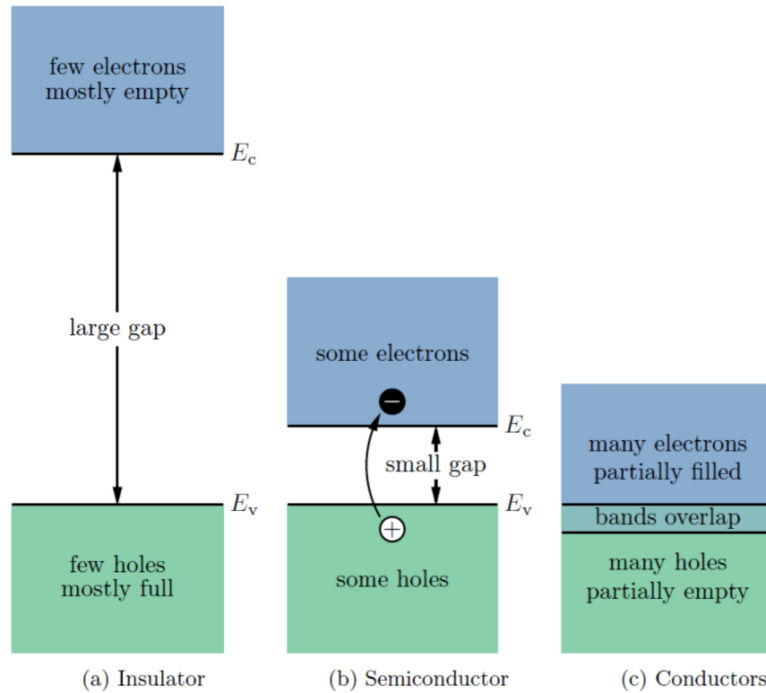 few electrons
mostly empty
E_c
large gap
E_v
few holes
mostly full
(a) Insulator
some electrons
−
E_c
small gap
E_v
+
some holes
(b) Semiconductor
many electrons
partially filled
bands overlap
many holes
partially empty
(c) Conductors